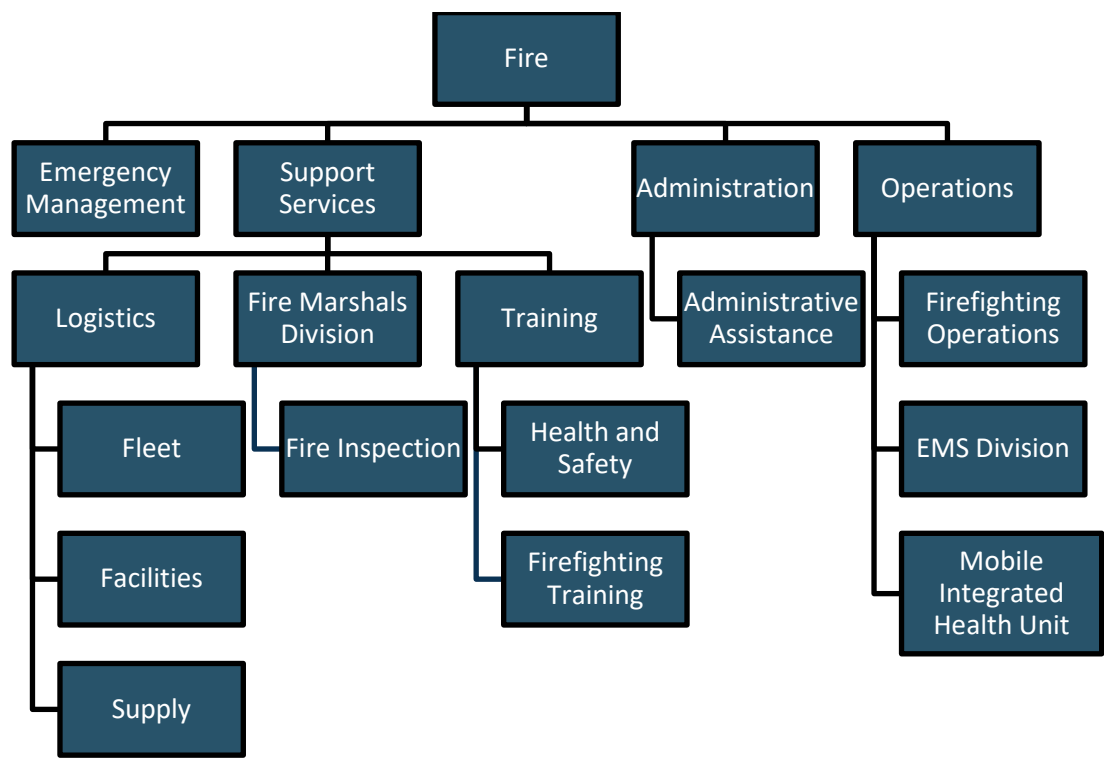 Fire
Emergency
Management
Support
Services
Administration
Operations
Logistics
Fire Marshals
Division
Training
Administrative
Assistance
Firefighting
Operations
Fleet
Fire Inspection
Health and
Safety
EMS Division
Facilities
Firefighting
Training
Mobile
Integrated
Health Unit
Supply